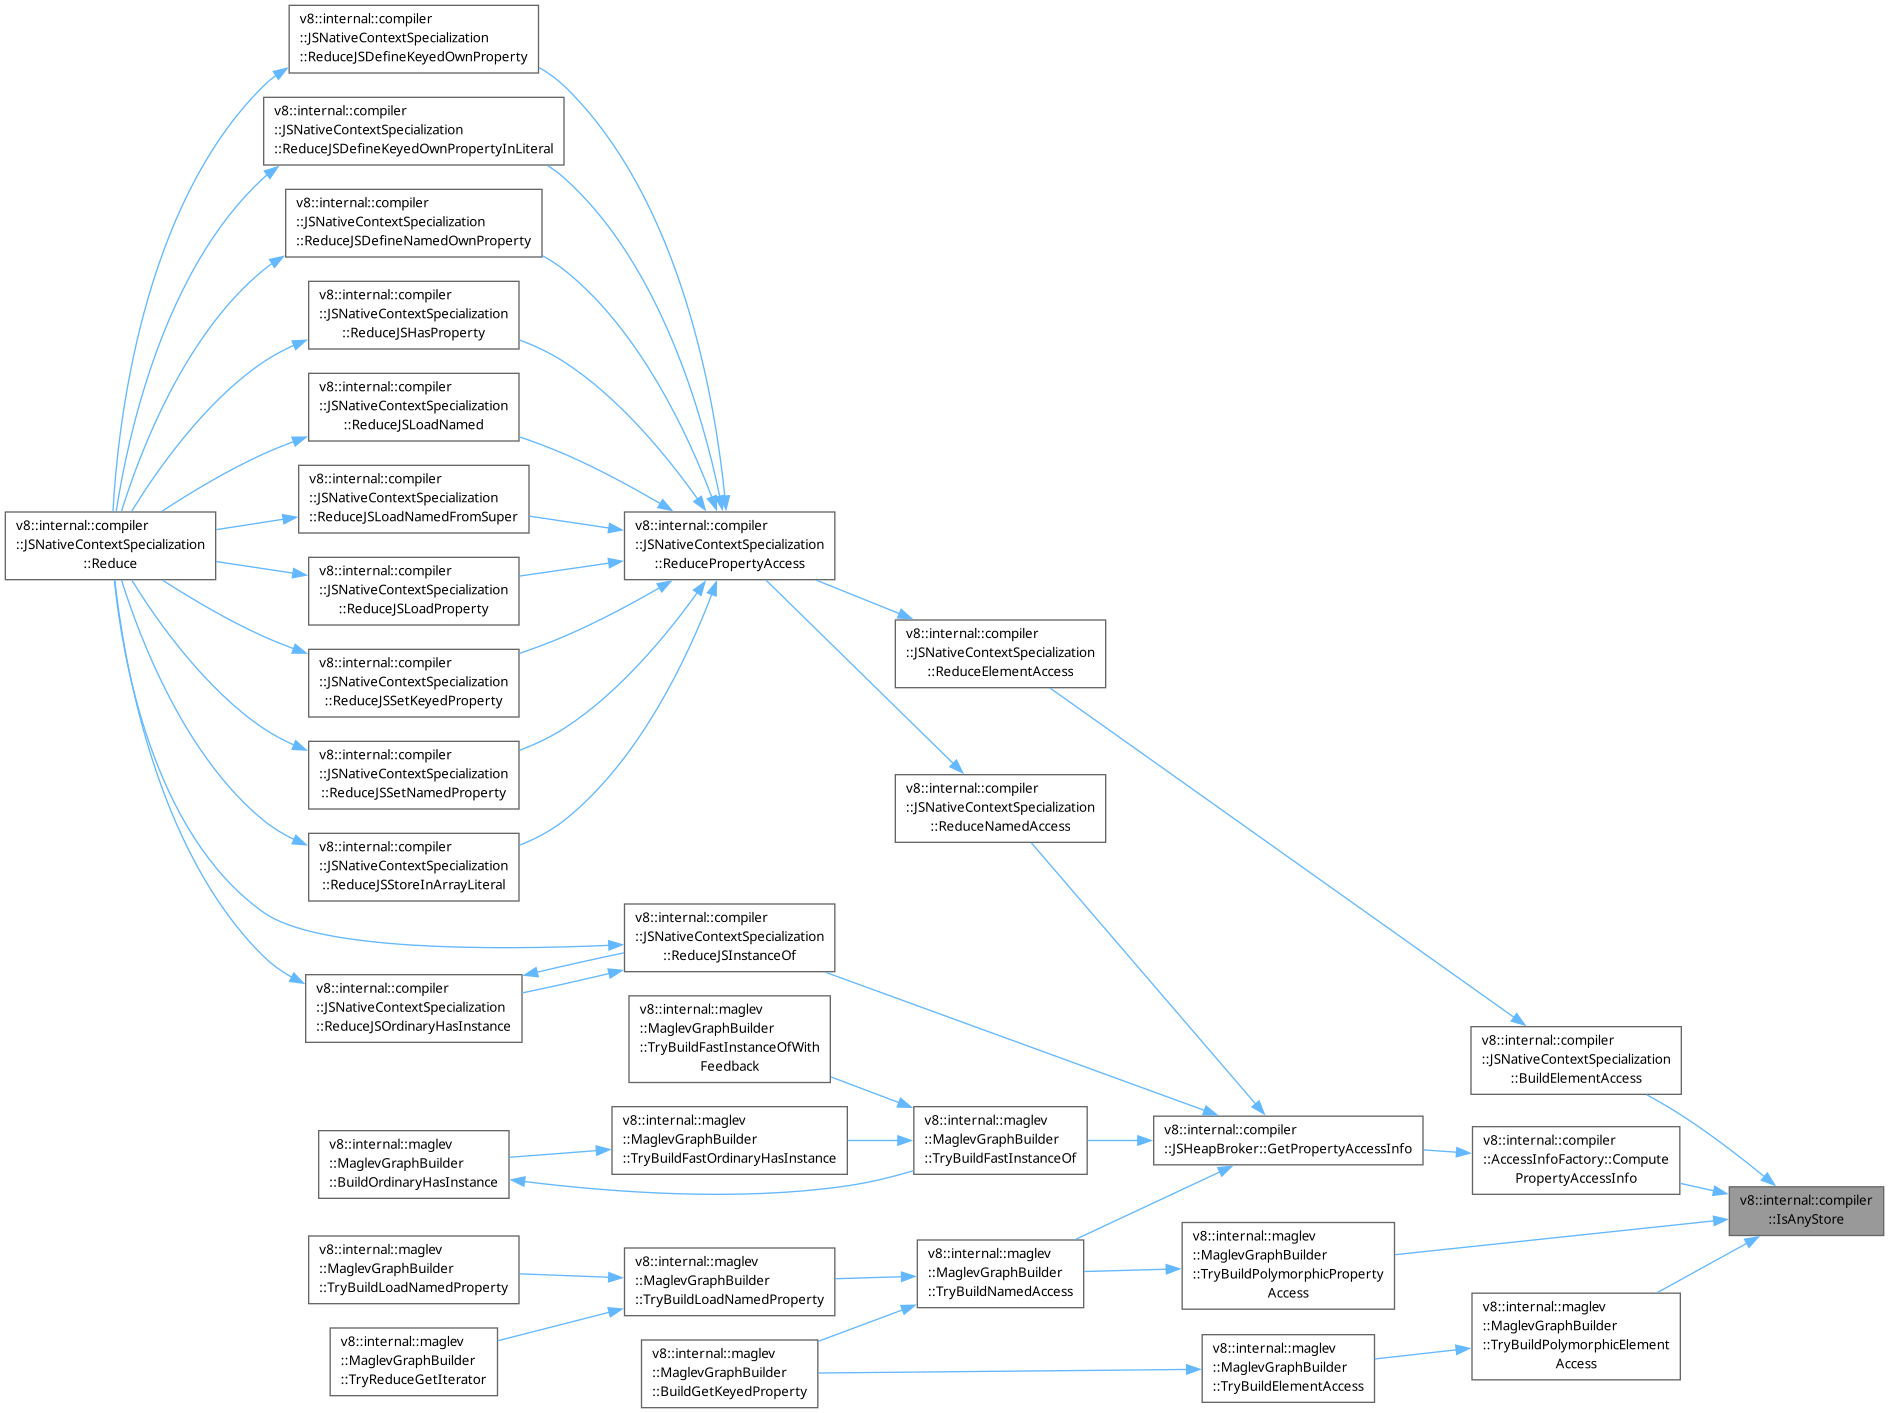 v8::internal::compiler
::JSNativeContextSpecialization
::ReduceJSDefineKeyedOwnProperty
v8::internal::compiler
::JSNativeContextSpecialization
::ReduceJSDefineKeyedOwnPropertyInLiteral
v8::internal::compiler
::JSNativeContextSpecialization
::ReduceJSDefineNamedOwnProperty
v8::internal::compiler
::JSNativeContextSpecialization
::ReduceJSHasProperty
v8::internal::compiler
::JSNativeContextSpecialization
::ReduceJSLoadNamed
v8::internal::compiler
::JSNativeContextSpecialization
::ReduceJSLoadNamedFromSuper
v8::internal::compiler
::JSNativeContextSpecialization
::Reduce
v8::internal::compiler
::JSNativeContextSpecialization
::ReducePropertyAccess
v8::internal::compiler
::JSNativeContextSpecialization
::ReduceJSLoadProperty
v8::internal::compiler
::JSNativeContextSpecialization
::ReduceElementAccess
v8::internal::compiler
::JSNativeContextSpecialization
::ReduceJSSetKeyedProperty
v8::internal::compiler
::JSNativeContextSpecialization
::ReduceJSSetNamedProperty
v8::internal::compiler
::JSNativeContextSpecialization
::ReduceNamedAccess
v8::internal::compiler
::JSNativeContextSpecialization
::ReduceJSStoreInArrayLiteral
v8::internal::compiler
::JSNativeContextSpecialization
::ReduceJSInstanceOf
v8::internal::compiler
::JSNativeContextSpecialization
::ReduceJSOrdinaryHasInstance
v8::internal::maglev
::MaglevGraphBuilder
::TryBuildFastInstanceOfWith
Feedback
v8::internal::compiler
::JSNativeContextSpecialization
::BuildElementAccess
v8::internal::maglev
::MaglevGraphBuilder
::TryBuildFastOrdinaryHasInstance
v8::internal::maglev
::MaglevGraphBuilder
::TryBuildFastInstanceOf
v8::internal::compiler
::JSHeapBroker::GetPropertyAccessInfo
v8::internal::compiler
::AccessInfoFactory::Compute
PropertyAccessInfo
v8::internal::maglev
::MaglevGraphBuilder
::BuildOrdinaryHasInstance
v8::internal::compiler
::IsAnyStore
v8::internal::maglev
::MaglevGraphBuilder
::TryBuildLoadNamedProperty
v8::internal::maglev
::MaglevGraphBuilder
::TryBuildLoadNamedProperty
v8::internal::maglev
::MaglevGraphBuilder
::TryBuildNamedAccess
v8::internal::maglev
::MaglevGraphBuilder
::TryBuildPolymorphicProperty
Access
v8::internal::maglev
::MaglevGraphBuilder
::TryBuildPolymorphicElement
Access
v8::internal::maglev
::MaglevGraphBuilder
::TryReduceGetIterator
v8::internal::maglev
::MaglevGraphBuilder
::BuildGetKeyedProperty
v8::internal::maglev
::MaglevGraphBuilder
::TryBuildElementAccess